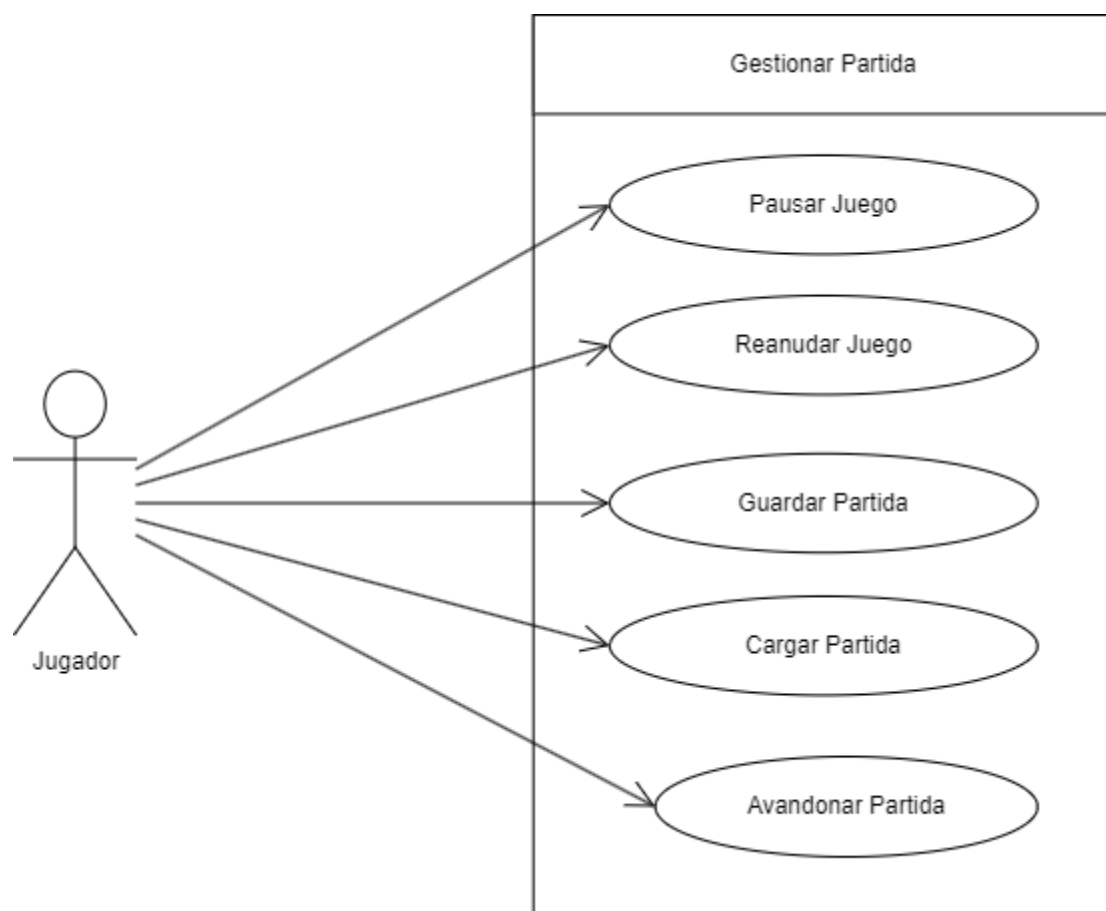 Gestionar Partida
Pausar Juego
Reanudar Juego
Guardar Partida
Cargar Partida
Jugador
Avandonar Partida